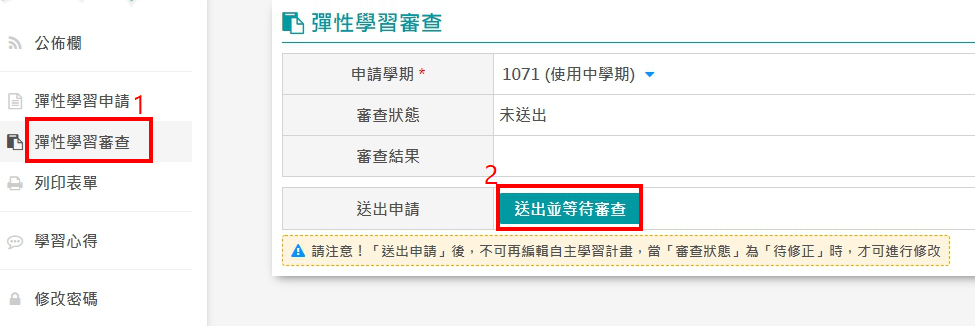 公佈欄
彈性學習申請
1
彈性學習審查
列印表單
學習心得
修改密碼
彈性學習審查
申請學期 * 1071 (使用中學期)
審查狀態 未送出
審查結果
2
送出申請 送出並等待審查
請注意！「送出申請」後，不可再編輯自主學習計畫，當「審查狀態」為「待修正」時，才可進行修改